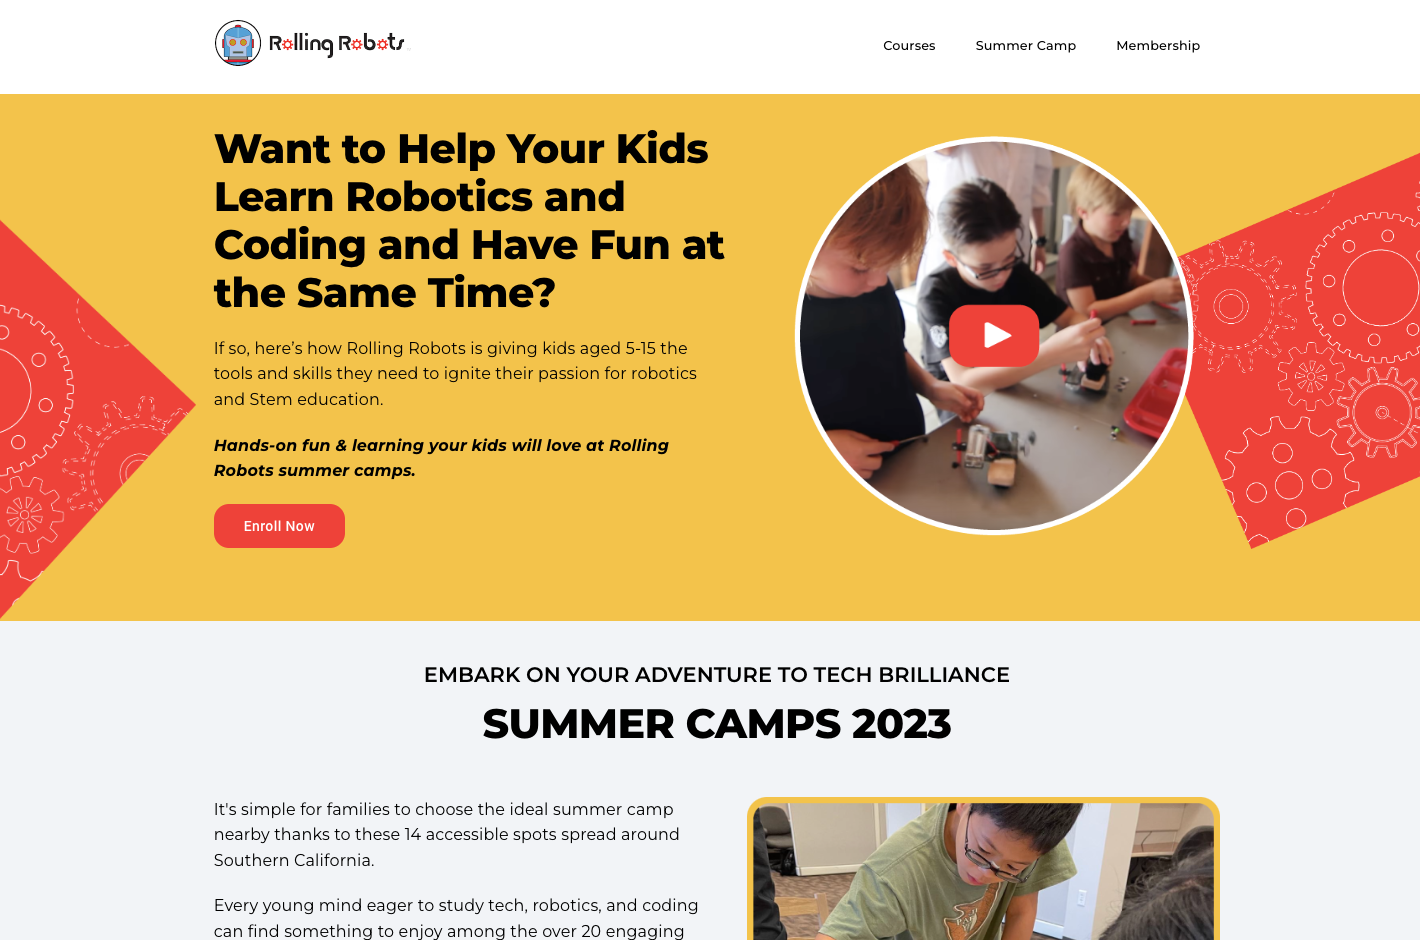 Rolling Robots
Courses
Summer Camp
Membership
Want to Help Your Kids
Learn Robotics and
Coding and Have Fun at
the Same Time?
If so, here’s how Rolling Robots is giving kids aged 5-15 the
tools and skills they need to ignite their passion for robotics
and Stem education.
Hands-on fun & learning your kids will love at Rolling
Robots summer camps.
Enroll Now
EMBARK ON YOUR ADVENTURE TO TECH BRILLIANCE
SUMMER CAMPS 2023
It's simple for families to choose the ideal summer camp
nearby thanks to these 14 accessible spots spread around
Southern California.
Every young mind eager to study tech, robotics, and coding
can find something to enjoy among the over 20 engaging